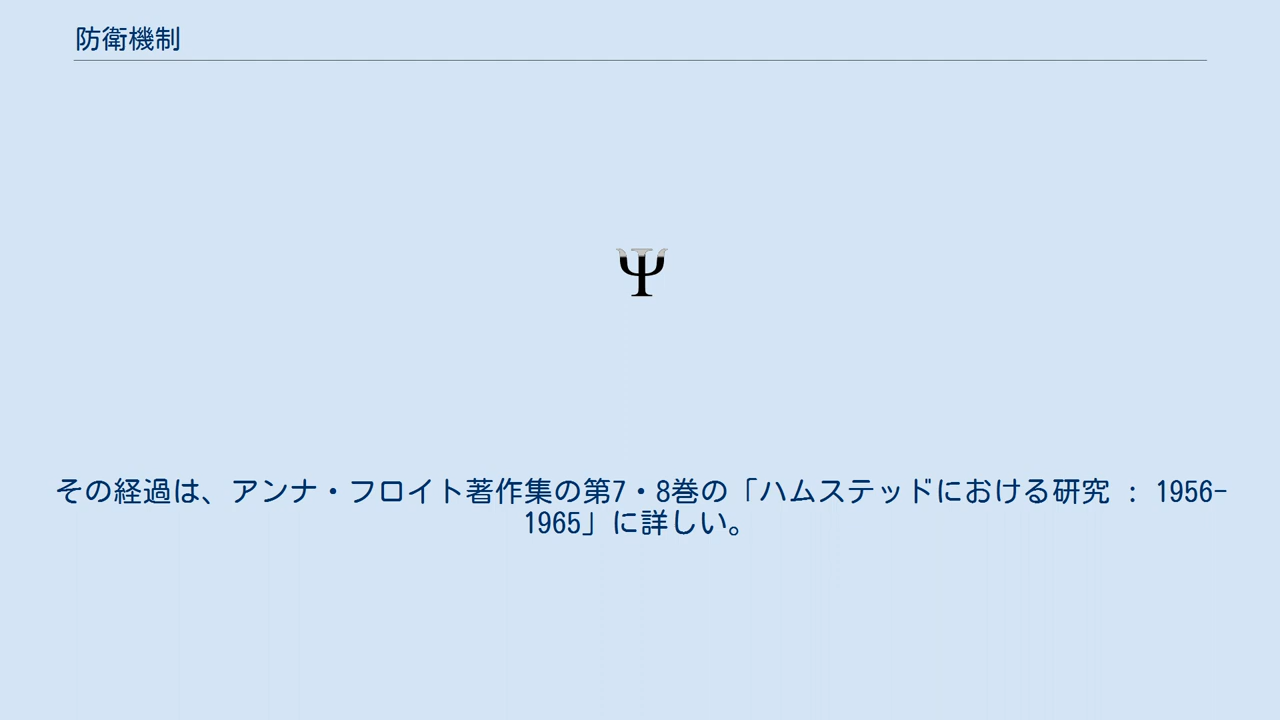 防衛機制
Ψ
その経過は、アンナ・フロイト著作集の第7・8巻の「ハムステッドにおける研究 : 1956-
1965」に詳しい。